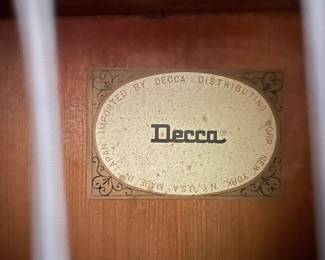 IMPORTED BY DECCA DISTRIBUTING CORP. NEW YORK, N.Y. U.S.A. MADE IN JAPAN
Decca®